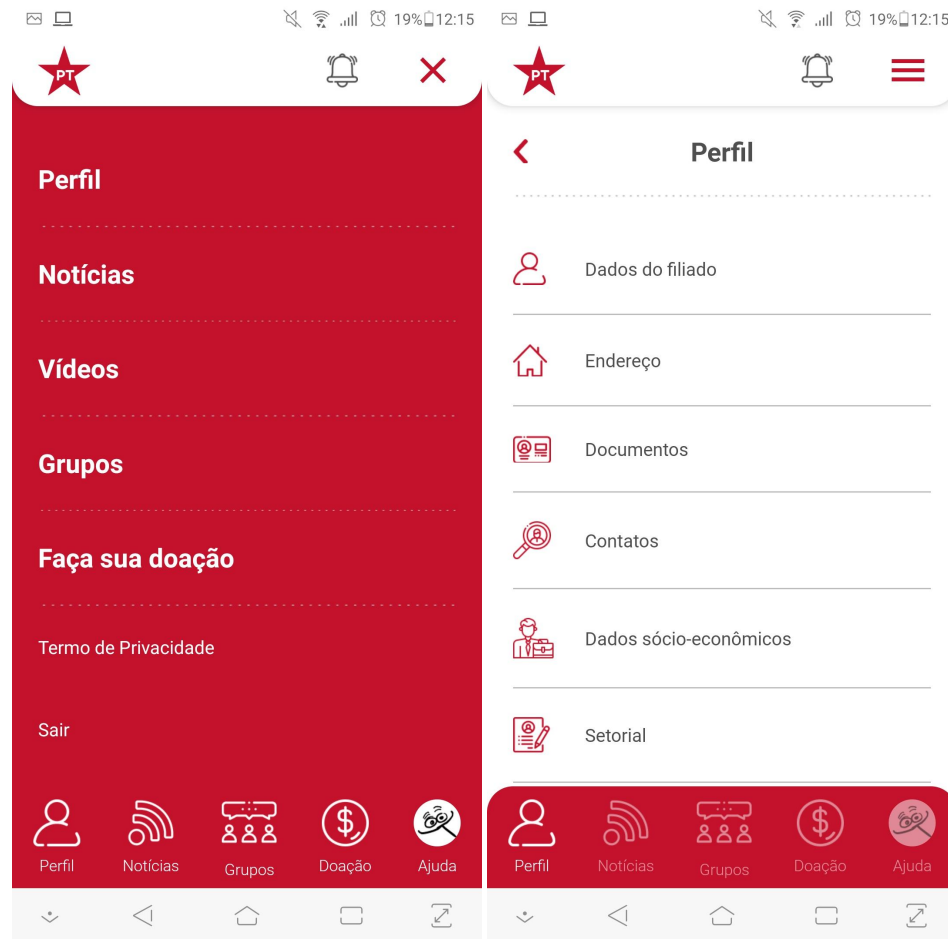 19% 12:15
PT
Perfil
Notícias
Vídeos
Grupos
Faça sua doação
Termo de Privacidade
Sair
Perfil
Notícias
Grupos
Doação
Ajuda
19% 12:15
PT
Perfil
Dados do filiado
Endereço
Documentos
Contatos
Dados sócio-econômicos
Setorial
Perfil
Notícias
Grupos
Doação
Ajuda